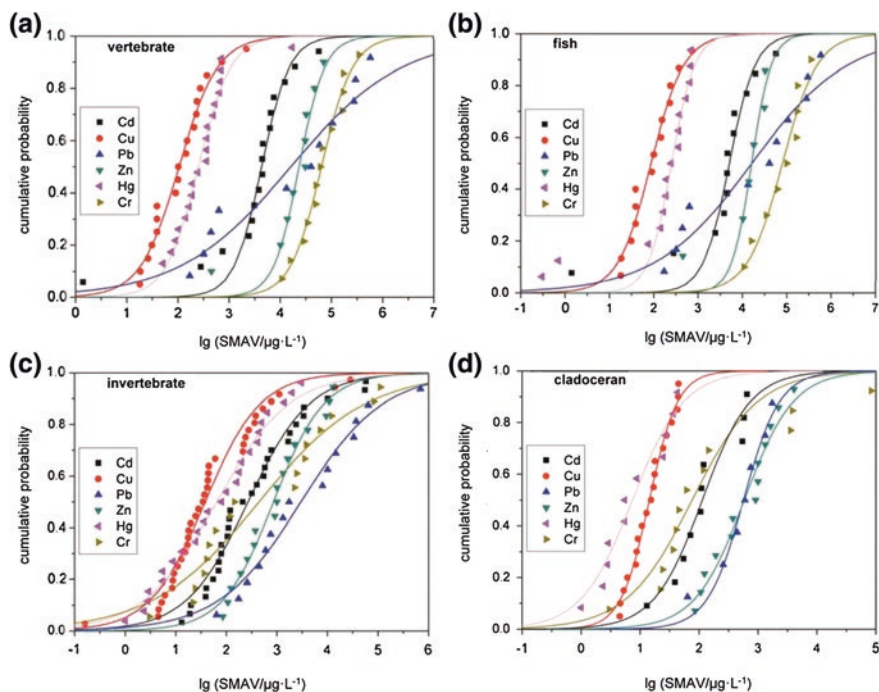 (a)
vertebrate
1.0
0.8
0.6
0.4
0.2
0.0
cumulative probability
Cd
Cu
Pb
Zn
Hg
Cr
0 1 2 3 4 5 6 7
lg (SMAV/µg·L⁻¹)
(b)
fish
1.0
0.8
0.6
0.4
0.2
0.0
cumulative probability
Cd
Cu
Pb
Zn
Hg
Cr
-1 0 1 2 3 4 5 6 7
lg (SMAV/µg·L⁻¹)
(c)
invertebrate
1.0
0.8
0.6
0.4
0.2
0.0
cumulative probability
Cd
Cu
Pb
Zn
Hg
Cr
-1 0 1 2 3 4 5 6
lg (SMAV/µg·L⁻¹)
(d)
cladoceran
1.0
0.8
0.6
0.4
0.2
0.0
cumulative probability
Cd
Cu
Pb
Zn
Hg
Cr
-1 0 1 2 3 4 5
lg (SMAV/µg·L⁻¹)